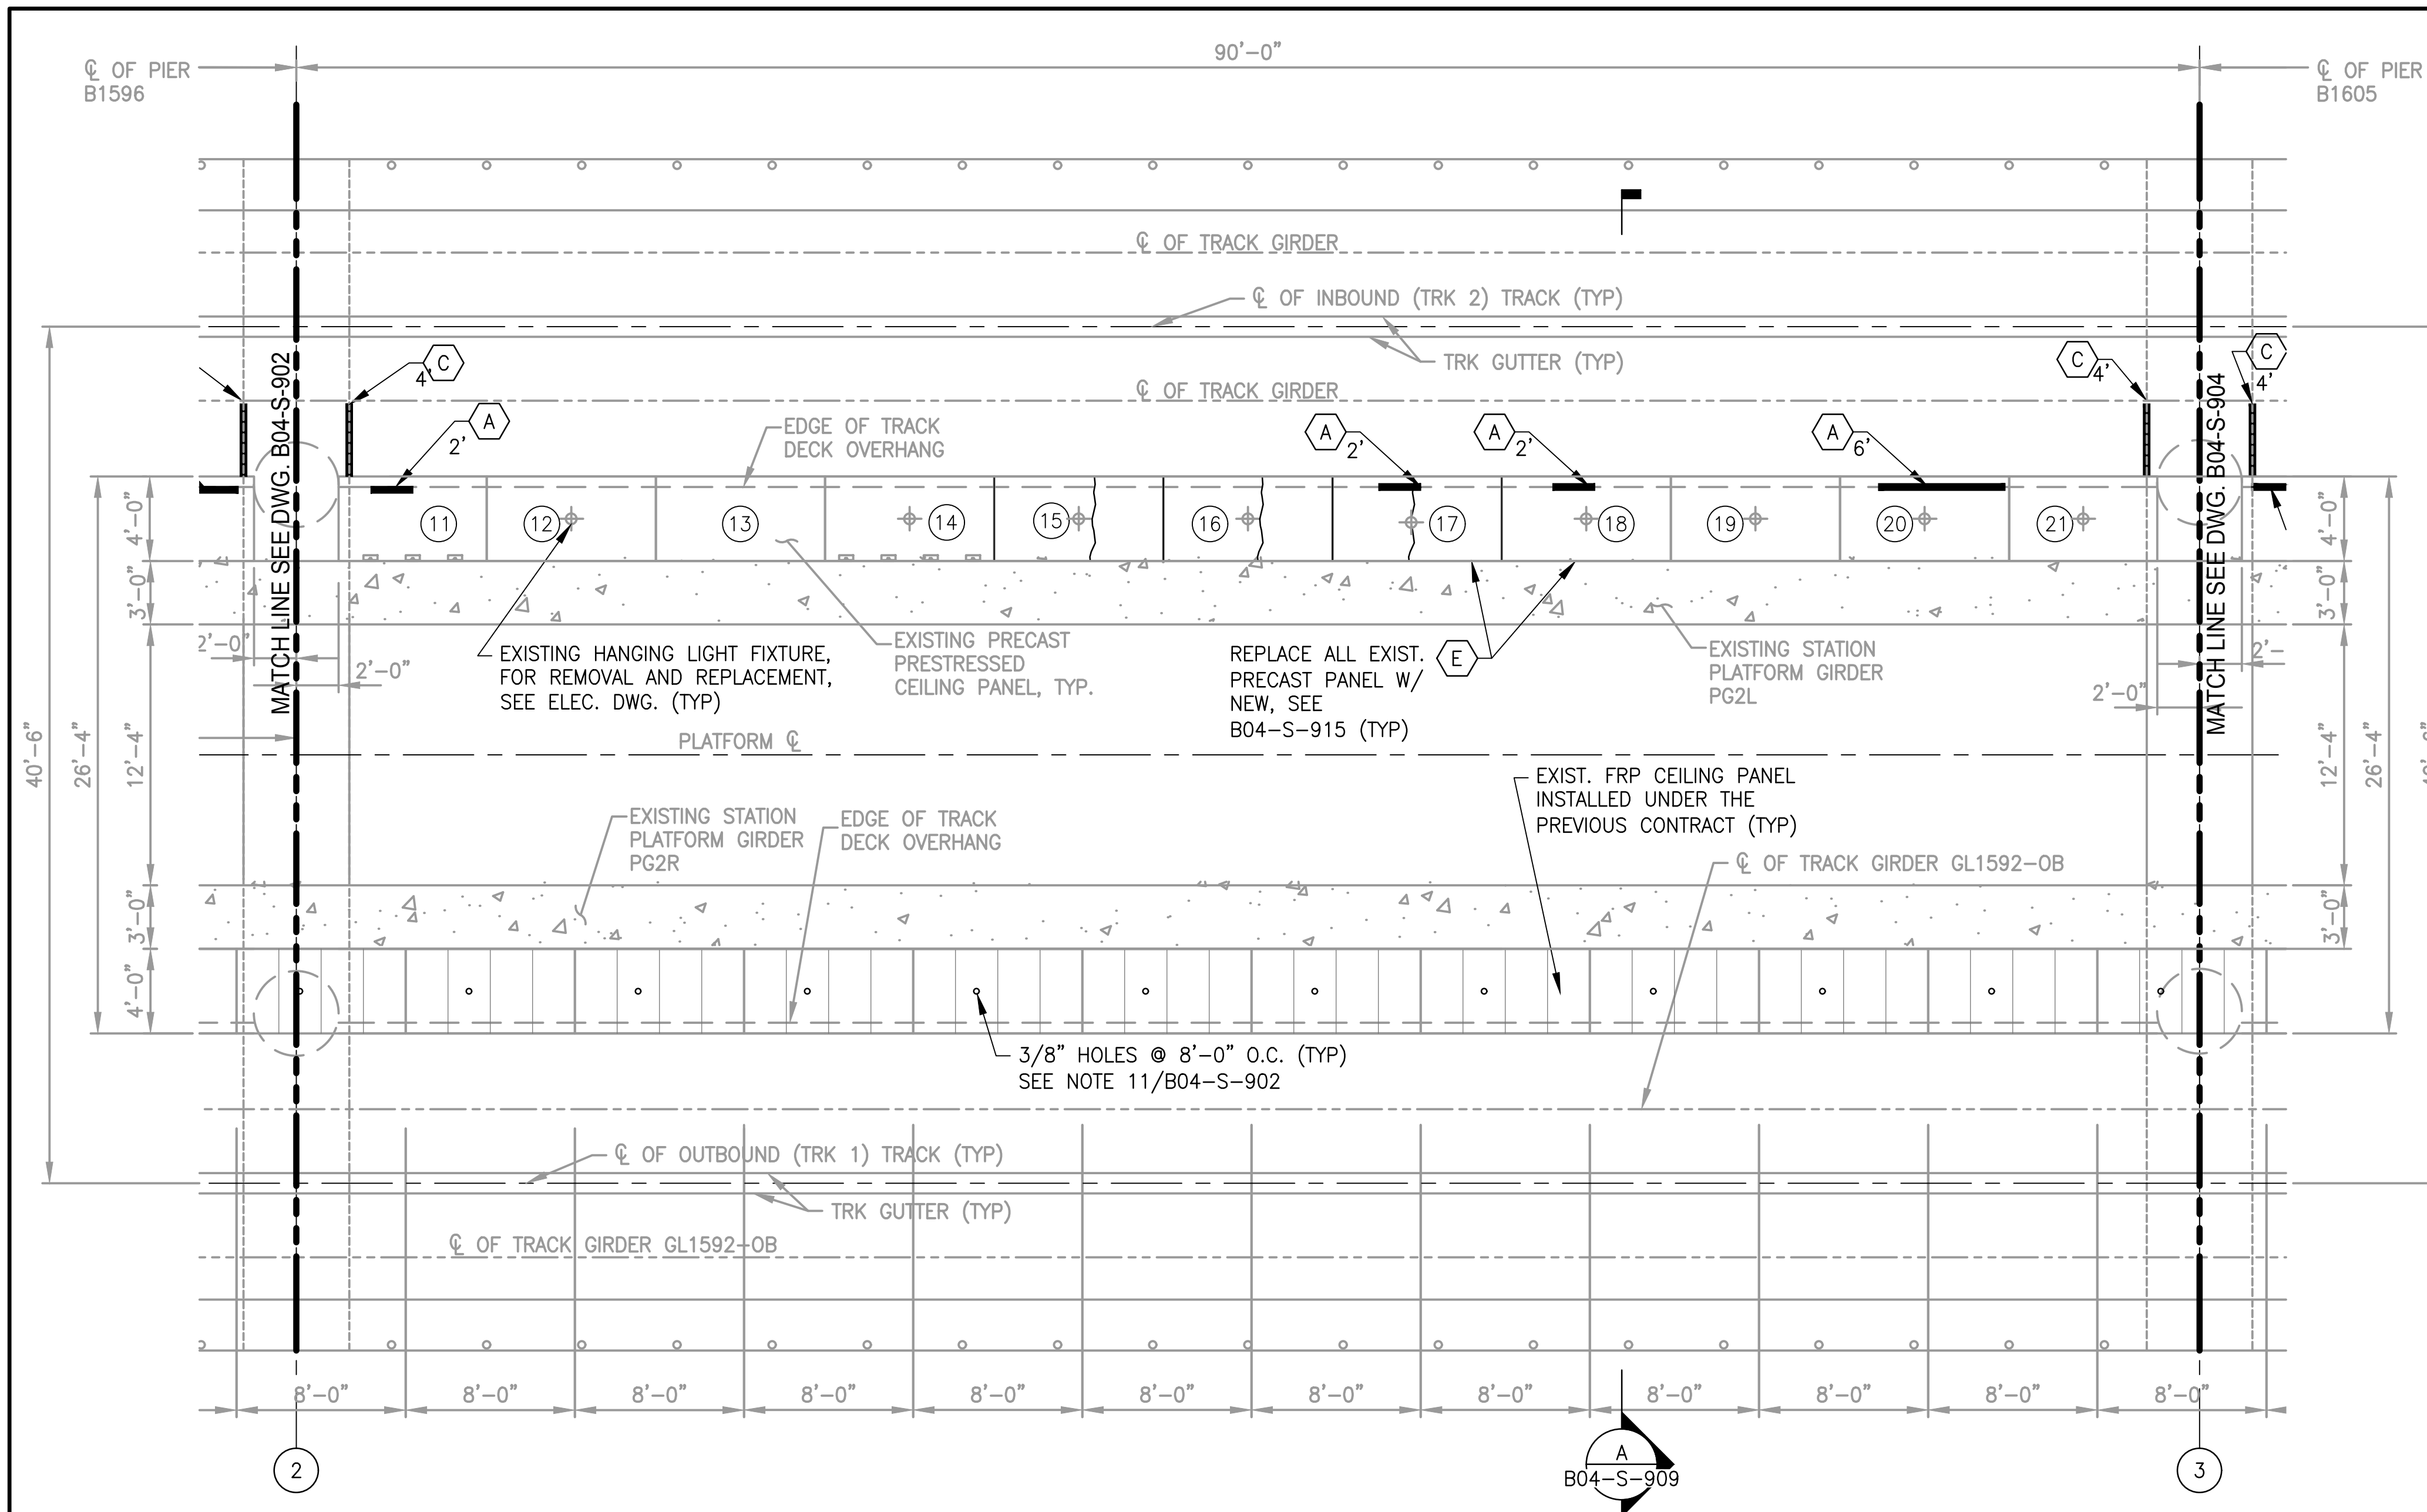 90'-0"
℄ OF PIER
B1596
℄ OF PIER
B1605
℄ OF TRACK GIRDER
℄ OF INBOUND (TRK 2) TRACK (TYP)
TRK GUTTER (TYP)
℄ OF TRACK GIRDER
MATCH LINE SEE DWG. B04-S-902
MATCH LINE SEE DWG. B04-S-904
C
4'
A
2'
EDGE OF TRACK
DECK OVERHANG
A
2'
A
2'
A
6'
C
4'
C
4'
11
12
13
14
15
16
17
18
19
20
21
4'-0"
3'-0"
12'-4"
3'-0"
4'-0"
26'-4"
40'-6"
2'-0"
2'-0"
EXISTING HANGING LIGHT FIXTURE,
FOR REMOVAL AND REPLACEMENT,
SEE ELEC. DWG. (TYP)
EXISTING PRECAST
PRESTRESSED
CEILING PANEL, TYP.
REPLACE ALL EXIST.
PRECAST PANEL W/
NEW, SEE
B04-S-915 (TYP)
E
EXISTING STATION
PLATFORM GIRDER
PG2L
2'-
2'-0"
4'-0"
3'-0"
12'-4"
3'-0"
26'-4"
PLATFORM ℄
EXIST. FRP CEILING PANEL
INSTALLED UNDER THE
PREVIOUS CONTRACT (TYP)
EXISTING STATION
PLATFORM GIRDER
PG2R
EDGE OF TRACK
DECK OVERHANG
℄ OF TRACK GIRDER GL1592-OB
3/8" HOLES @ 8'-0" O.C. (TYP)
SEE NOTE 11/B04-S-902
℄ OF OUTBOUND (TRK 1) TRACK (TYP)
TRK GUTTER (TYP)
℄ OF TRACK GIRDER GL1592-OB
8'-0"
8'-0"
8'-0"
8'-0"
8'-0"
8'-0"
8'-0"
8'-0"
8'-0"
8'-0"
8'-0"
8'-0"
2
A
B04-S-909
3